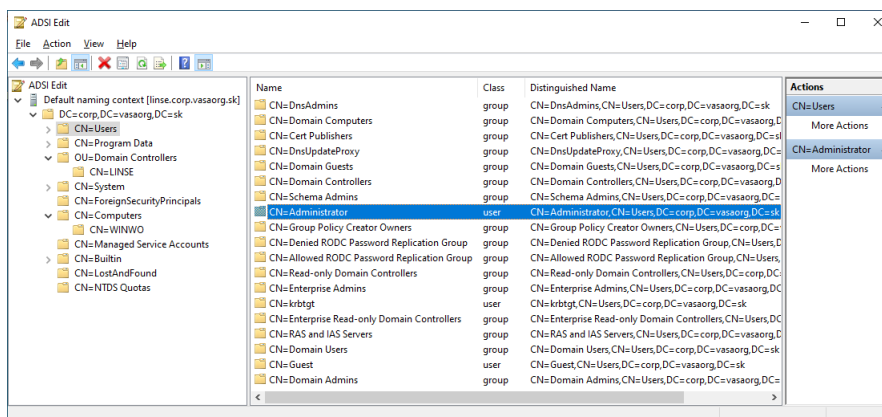 ADSI Edit
File Action View Help
ADSI Edit
Default naming context [linse.corp.vasaorg.sk]
DC=corp,DC=vasaorg,DC=sk
CN=Users
CN=Program Data
OU=Domain Controllers
CN=LINSE
CN=System
CN=ForeignSecurityPrincipals
CN=Computers
CN=WINWO
CN=Managed Service Accounts
CN=Builtin
CN=LostAndFound
CN=NTDS Quotas
Name Class Distinguished Name
CN=DnsAdmins group CN=DnsAdmins,CN=Users,DC=corp,DC=vasaorg,DC=sk
CN=Domain Computers group CN=Domain Computers,CN=Users,DC=corp,DC=vasaorg,D
CN=Cert Publishers group CN=Cert Publishers,CN=Users,DC=corp,DC=vasaorg,DC=sl
CN=DnsUpdateProxy group CN=DnsUpdateProxy,CN=Users,DC=corp,DC=vasaorg,DC
CN=Domain Guests group CN=Domain Guests,CN=Users,DC=corp,DC=vasaorg,DC=s
CN=Domain Controllers group CN=Domain Controllers,CN=Users,DC=corp,DC=vasaorg,D
CN=Schema Admins group CN=Schema Admins,CN=Users,DC=corp,DC=vasaorg,DC=
CN=Administrator user CN=Administrator,CN=Users,DC=corp,DC=vasaorg,DC=sk
CN=Group Policy Creator Owners group CN=Group Policy Creator Owners,CN=Users,DC=corp,DC=
CN=Denied RODC Password Replication Group group CN=Denied RODC Password Replication Group,CN=Users,D
CN=Allowed RODC Password Replication Group group CN=Allowed RODC Password Replication Group,CN=Users,
CN=Read-only Domain Controllers group CN=Read-only Domain Controllers,CN=Users,DC=corp,DC:
CN=Enterprise Admins group CN=Enterprise Admins,CN=Users,DC=corp,DC=vasaorg,DC
CN=krbtgt user CN=krbtgt,CN=Users,DC=corp,DC=vasaorg,DC=sk
CN=Enterprise Read-only Domain Controllers group CN=Enterprise Read-only Domain Controllers,CN=Users,DC
CN=RAS and IAS Servers group CN=RAS and IAS Servers,CN=Users,DC=corp,DC=vasaorg,D
CN=Domain Users group CN=Domain Users,CN=Users,DC=corp,DC=vasaorg,DC=sk
CN=Guest user CN=Guest,CN=Users,DC=corp,DC=vasaorg,DC=sk
CN=Domain Admins group CN=Domain Admins,CN=Users,DC=corp,DC=vasaorg,DC=
Actions
CN=Users
More Actions
CN=Administrator
More Actions